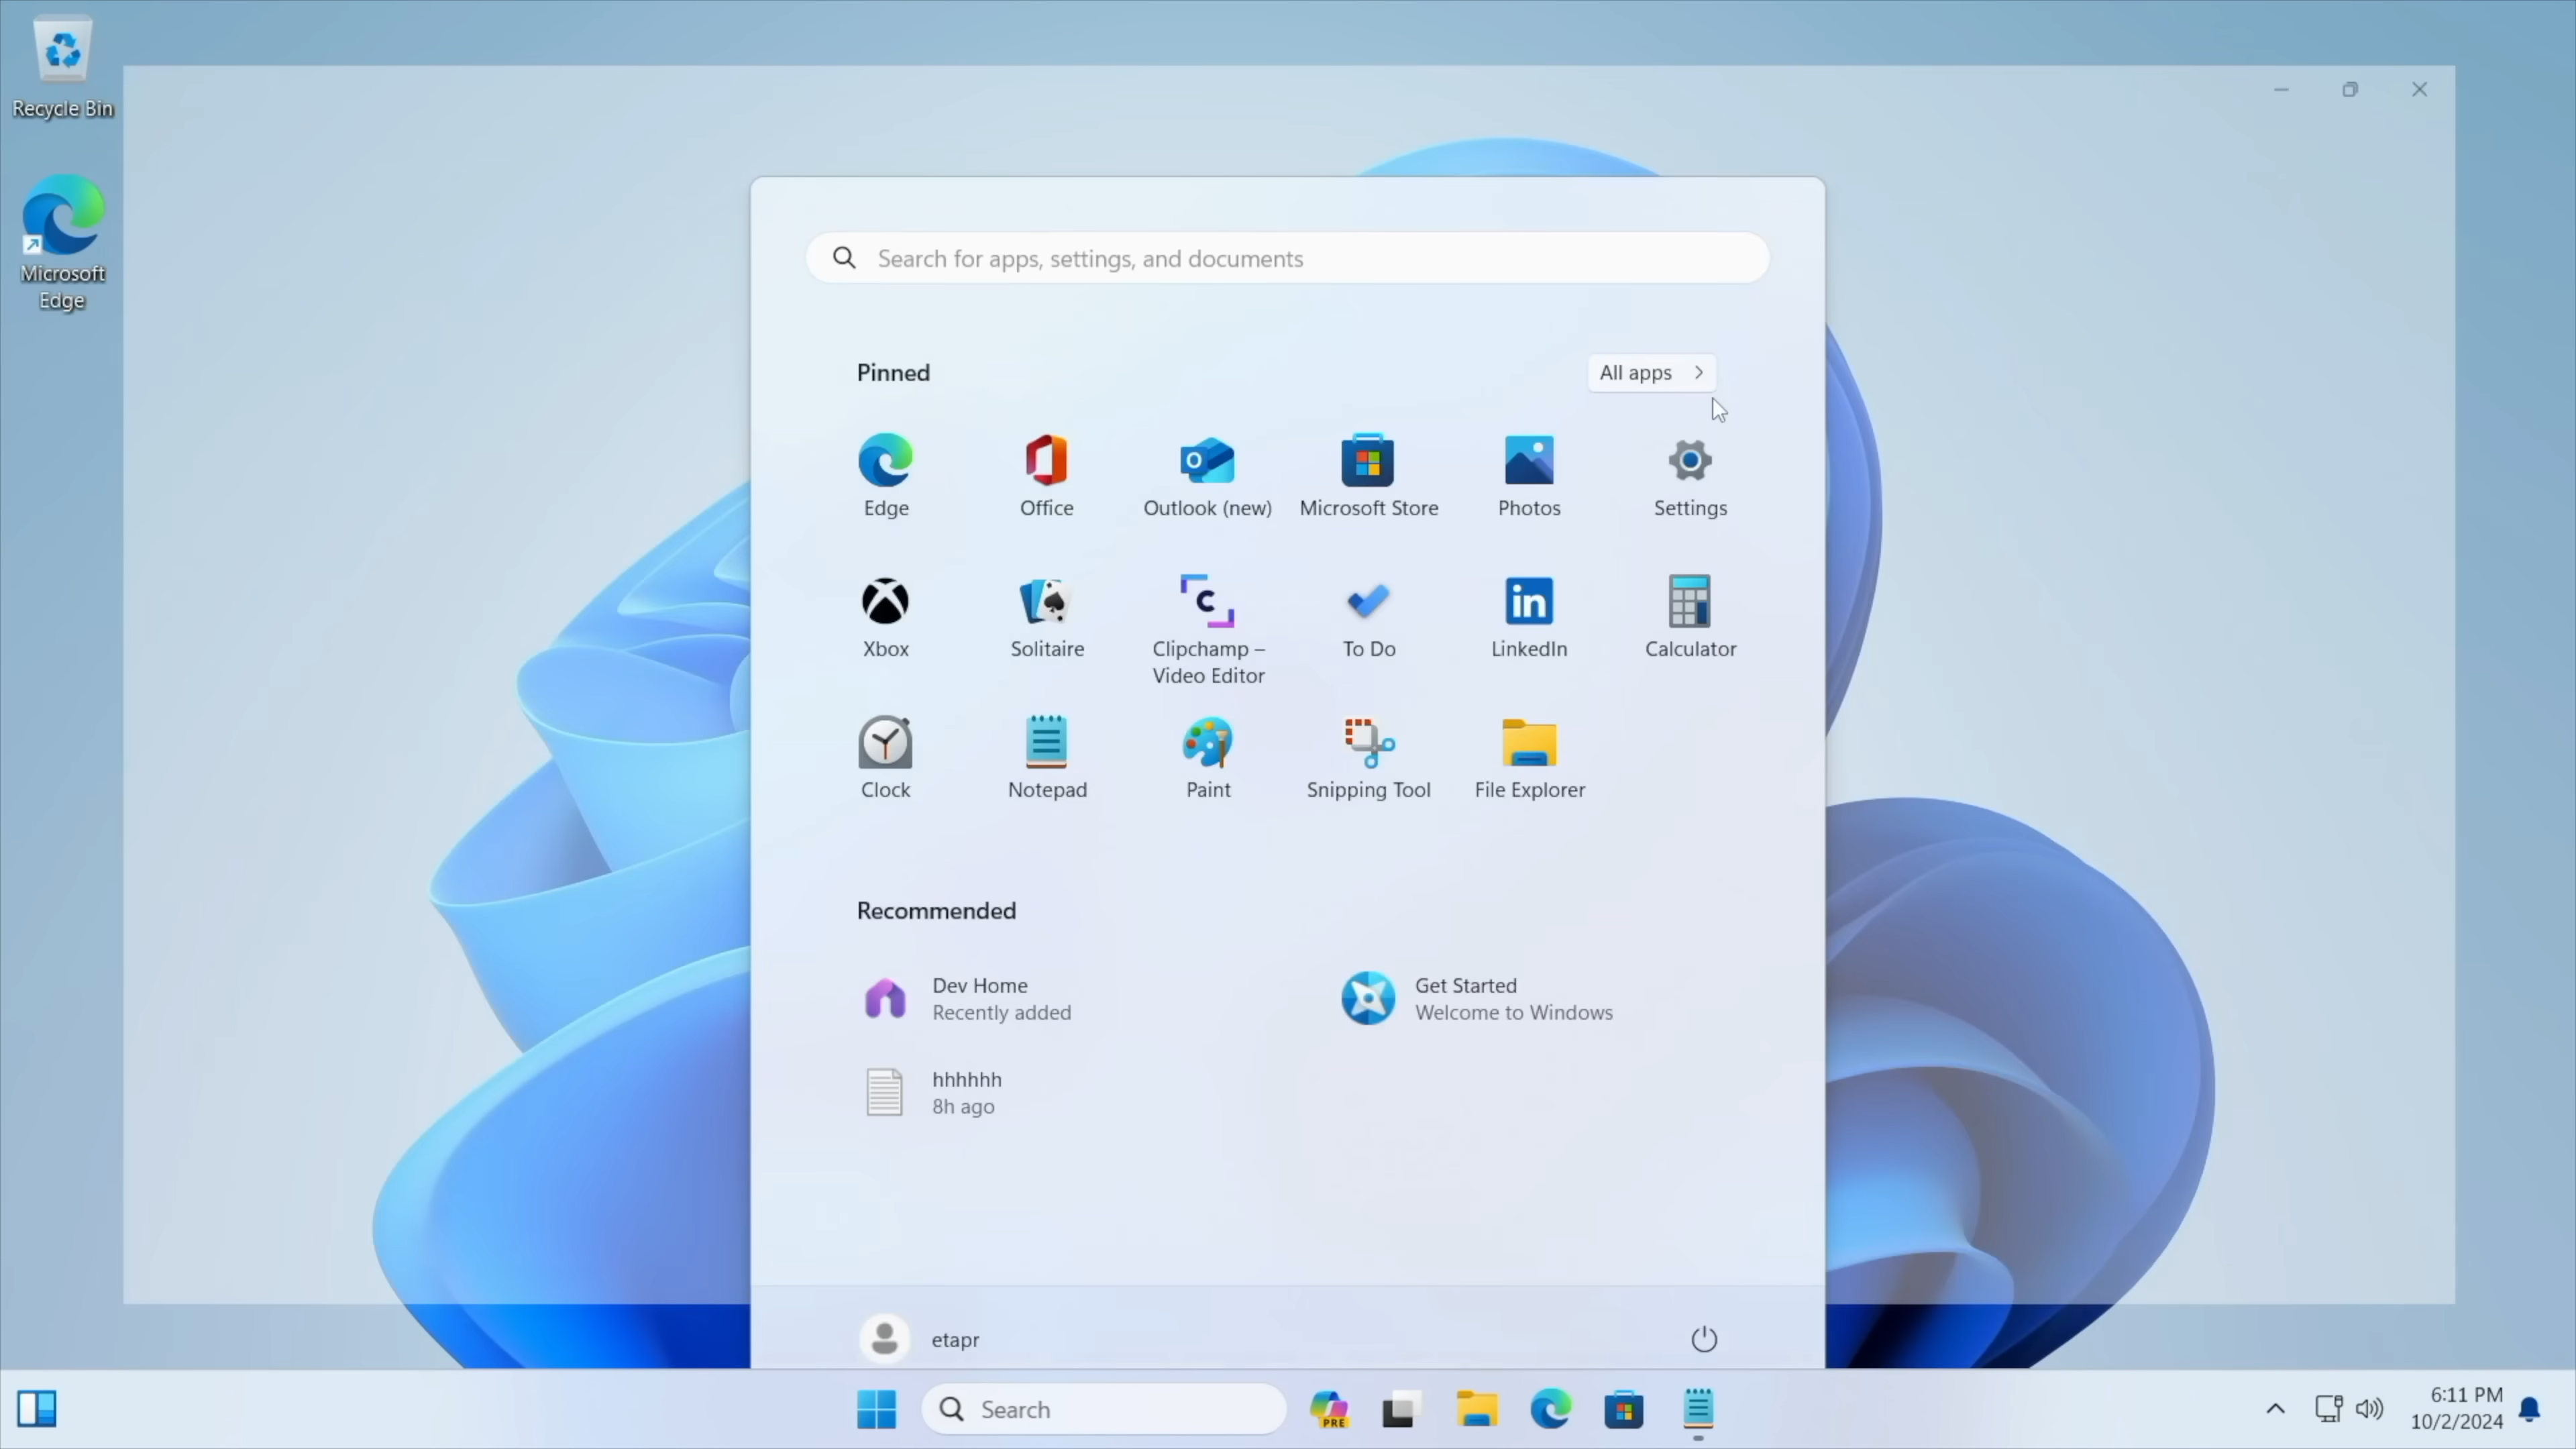 Recycle Bin
Microsoft
Edge
Search for apps, settings, and documents
Pinned
All apps
Edge
Office
Outlook (new)
Microsoft Store
Photos
Settings
Xbox
Solitaire
Clipchamp –
Video Editor
To Do
LinkedIn
Calculator
Clock
Notepad
Paint
Snipping Tool
File Explorer
Recommended
Dev Home
Recently added
Get Started
Welcome to Windows
hhhhhh
8h ago
etapr
Search
PRE
6:11 PM
10/2/2024